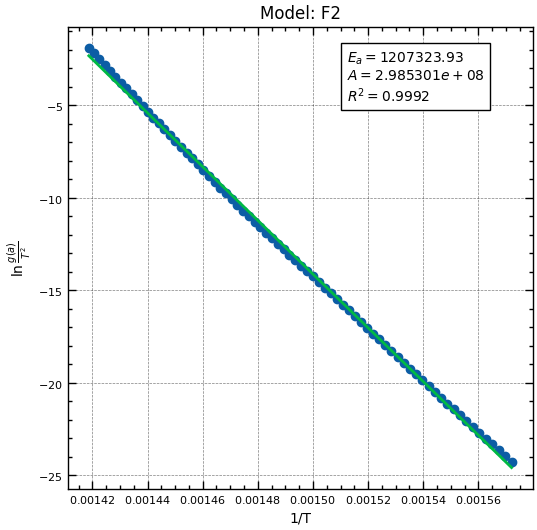 Model: F2
E_a = 1207323.93
A = 2.985301e + 08
R² = 0.9992
ln g(a)/T²
−5
−10
−15
−20
−25
0.00142 0.00144 0.00146 0.00148 0.00150 0.00152 0.00154 0.00156
1/T